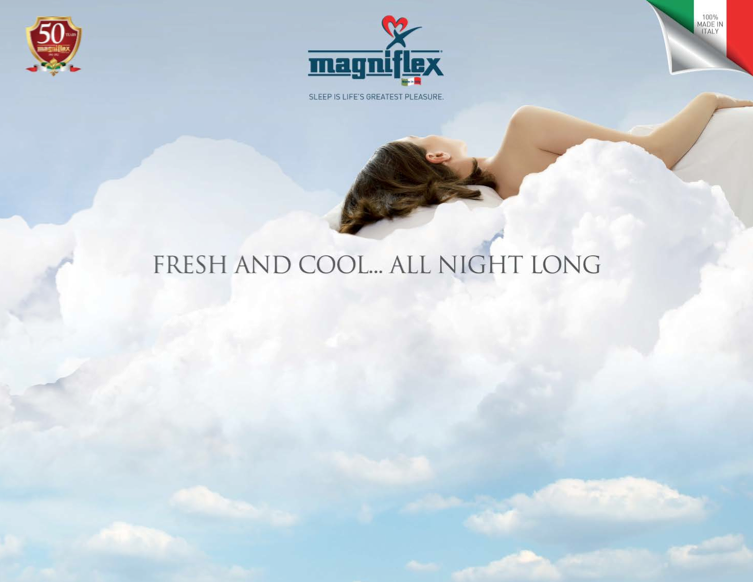 50
YEARS
magniflex
magniflex
SLEEP IS LIFE'S GREATEST PLEASURE.
100%
MADE IN
ITALY
FRESH AND COOL... ALL NIGHT LONG